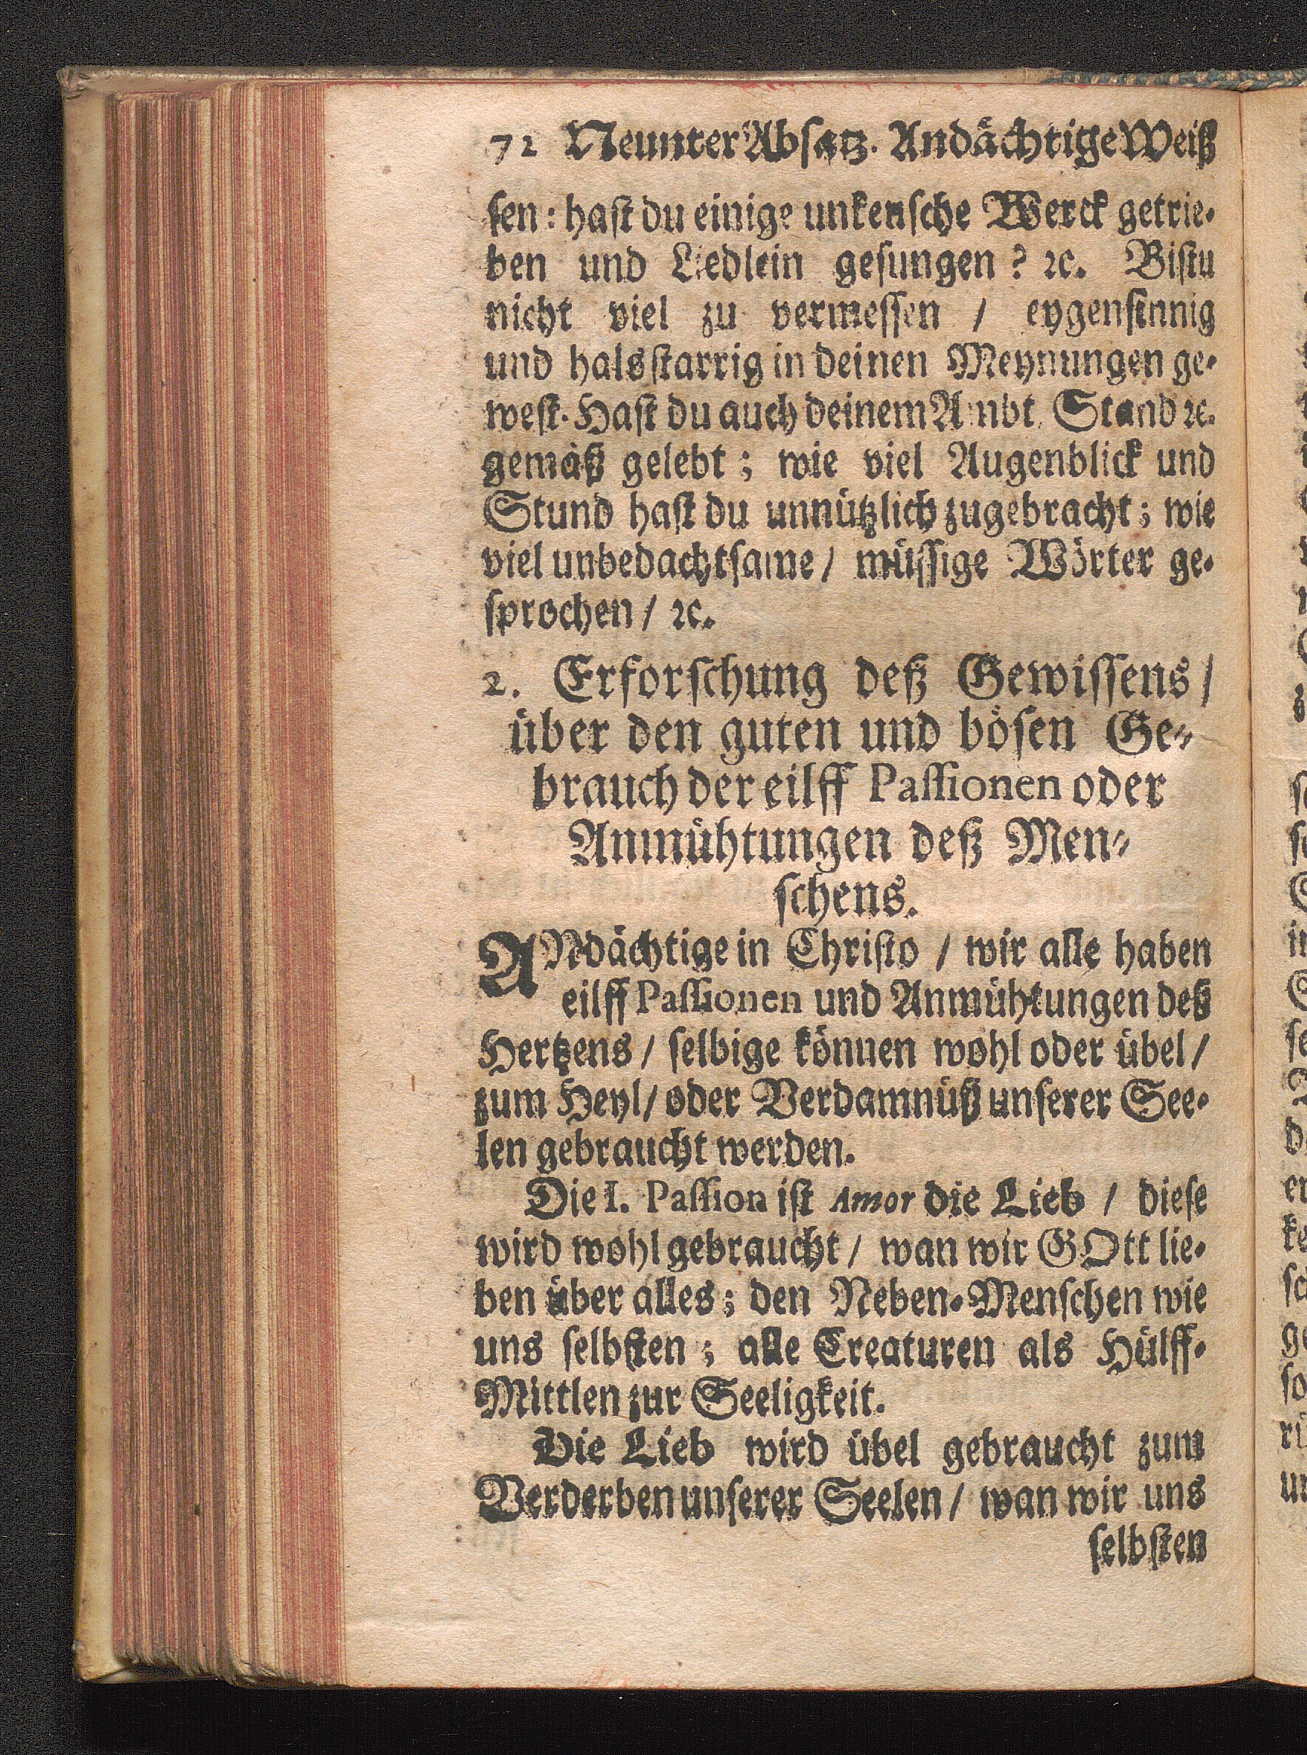 72 Neunter Absatz. Andächtige Weiß
sen: hast du einige unkeusche Werck getrie-
ben und Liedlein gesungen? ꝛc. Bistu
nicht viel zu vermessen / eygensinnig
und halsstarrig in deinen Meynungen ge-
west. Hast du auch deinem Ambt, Stand ꝛc.
gemäß gelebt; wie viel Augenblick und
Stund hast du unnützlich zugebracht; wie
viel unbedachtsame / müssige Wörter ge-
sprochen / ꝛc.
2. Erforschung deß Gewissens /
über den guten und bösen Ge-
brauch der eilff Passionen oder
Anmühtungen deß Men-
schens.
ANdächtige in Christo / wir alle haben
eilff Passionen und Anmühtungen deß
Hertzens / selbige können wohl oder übel /
zum Heyl / oder Verdamnüß unserer See-
len gebraucht werden.
Die I. Passion ist Amor die Lieb / diese
wird wohl gebraucht / wan wir GOtt lie-
ben über alles; den Neben-Menschen wie
uns selbsten; alle Creaturen als Hülff-
Mittlen zur Seeligkeit.
Die Lieb wird übel gebraucht zum
Verderben unserer Seelen / wan wir uns
selbsten